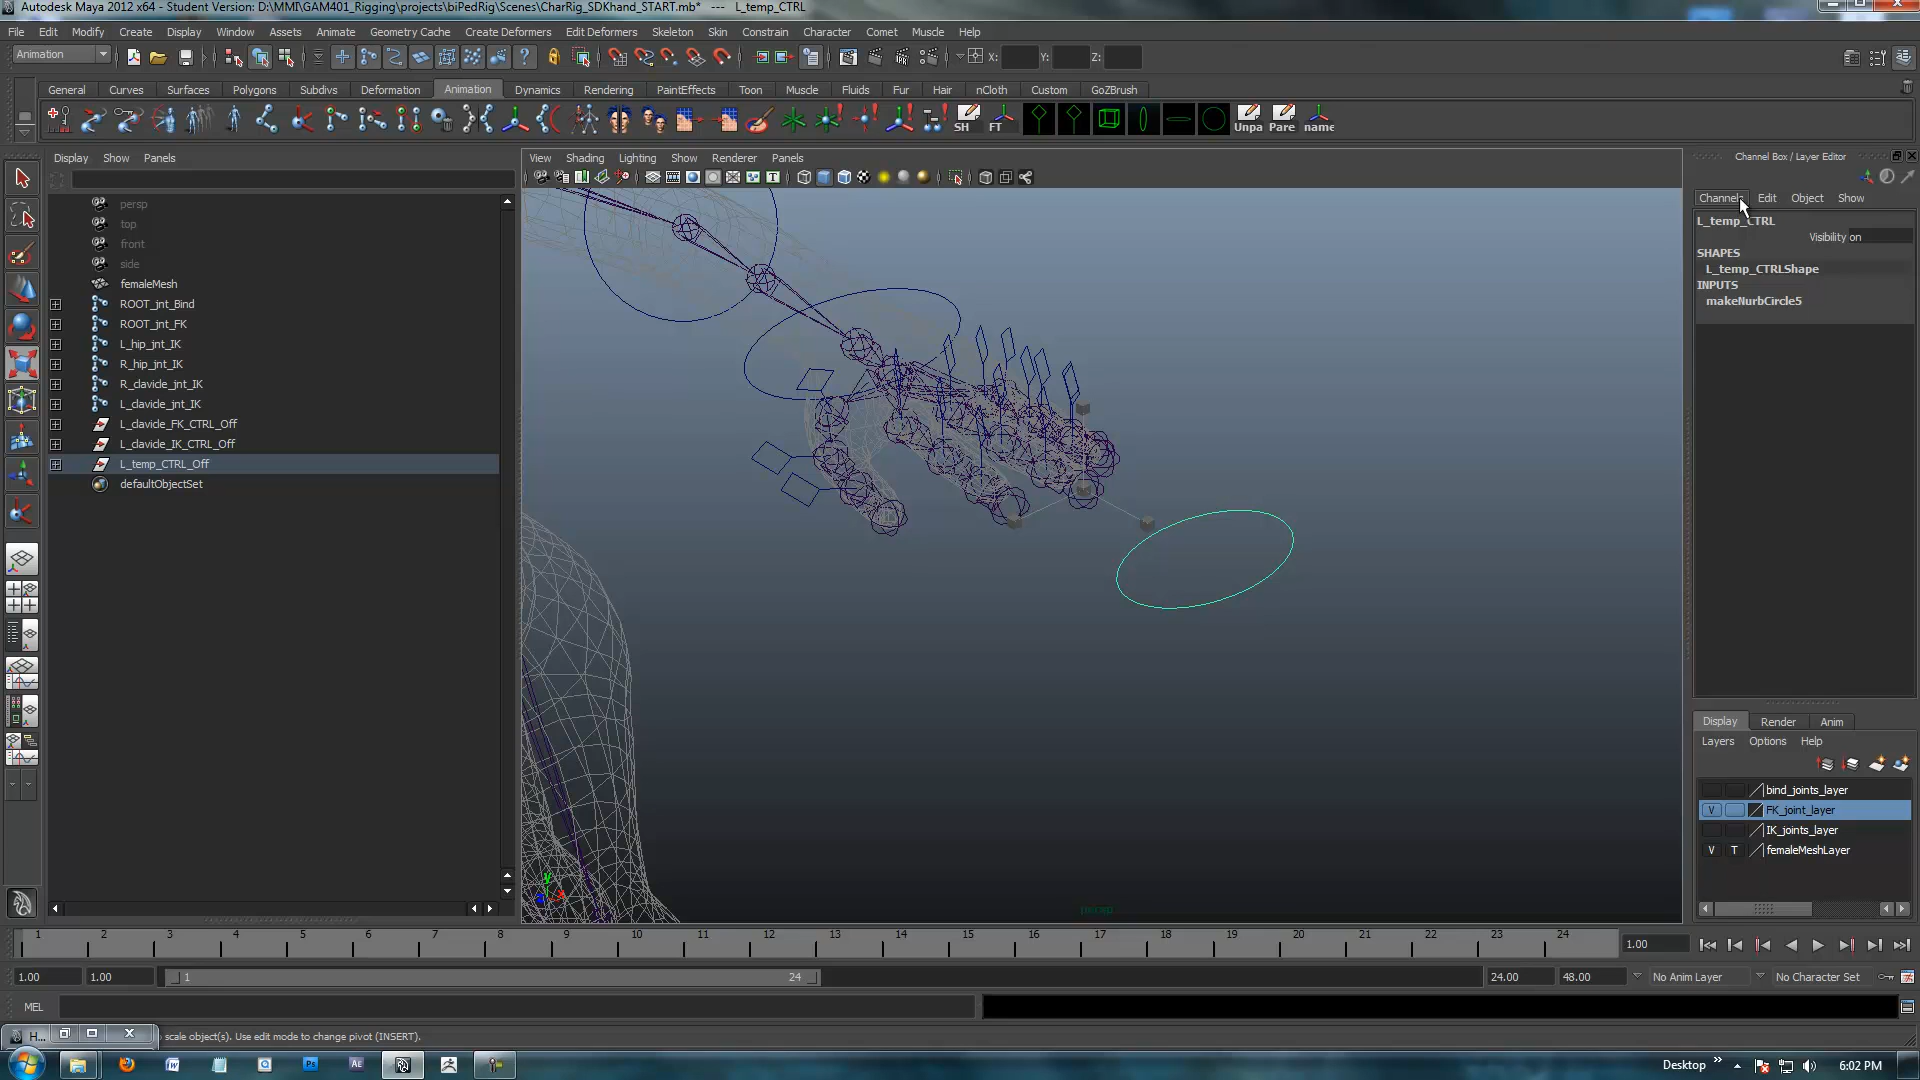 Autodesk Maya 2012 x64 - Student Version: D:\MMI\GAM401_Rigging\projects\biPedRig\Scenes\CharRig_SDKhand_START.mb* --- L_temp_CTRL
File Edit Modify Create Display Window Assets Animate Geometry Cache Create Deformers Edit Deformers Skeleton Skin Constrain Character Comet Muscle Help
Animation X: Y: Z:
General Curves Surfaces Polygons Subdivs Deformation Animation Dynamics Rendering PaintEffects Toon Muscle Fluids Fur Hair nCloth Custom GoZBrush
SH FT Unpa Pare name
Display Show Panels
View Shading Lighting Show Renderer Panels
Channel Box / Layer Editor
Channels Edit Object Show
L_temp_CTRL
Visibility on
SHAPES
L_temp_CTRLShape
INPUTS
makeNurbCircle5
persp
top
front
side
femaleMesh
ROOT_jnt_Bind
ROOT_jnt_FK
L_hip_jnt_IK
R_hip_jnt_IK
R_clavicle_jnt_IK
L_clavicle_jnt_IK
L_clavicle_FK_CTRL_Off
L_clavicle_IK_CTRL_Off
L_temp_CTRL_Off
defaultObjectSet
persp
Display Render Anim
Layers Options Help
bind_joints_layer
V FK_joint_layer
IK_joints_layer
V T femaleMeshLayer
1 2 3 4 5 6 7 8 9 10 11 12 13 14 15 16 17 18 19 20 21 22 23 24 1.00
1.00 1.00 1 24 24.00 48.00 No Anim Layer No Character Set
MEL
H... scale object(s). Use edit mode to change pivot (INSERT).
Ps Ae Desktop » 6:02 PM